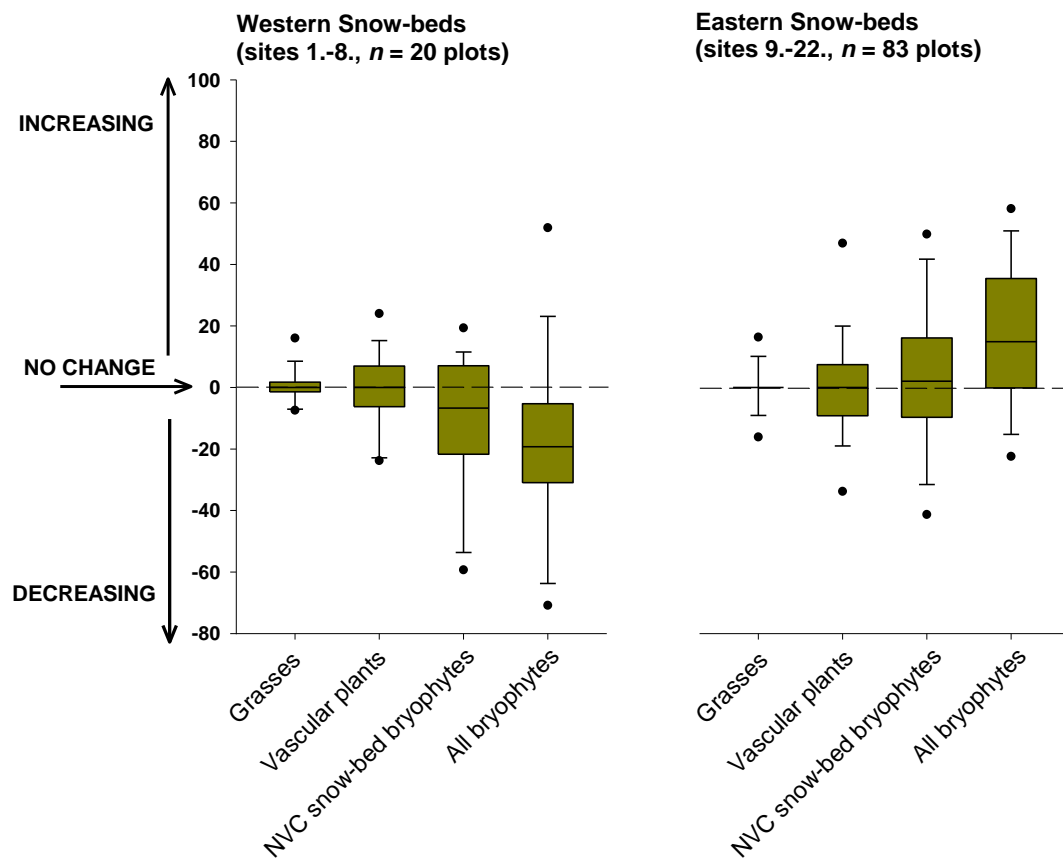 Western Snow-beds
(sites 1.-8., n = 20 plots)
Eastern Snow-beds
(sites 9.-22., n = 83 plots)
INCREASING
NO CHANGE
DECREASING
100
80
60
40
20
0
-20
-40
-60
-80
Grasses
Vascular plants
NVC snow-bed bryophytes
All bryophytes
Grasses
Vascular plants
NVC snow-bed bryophytes
All bryophytes